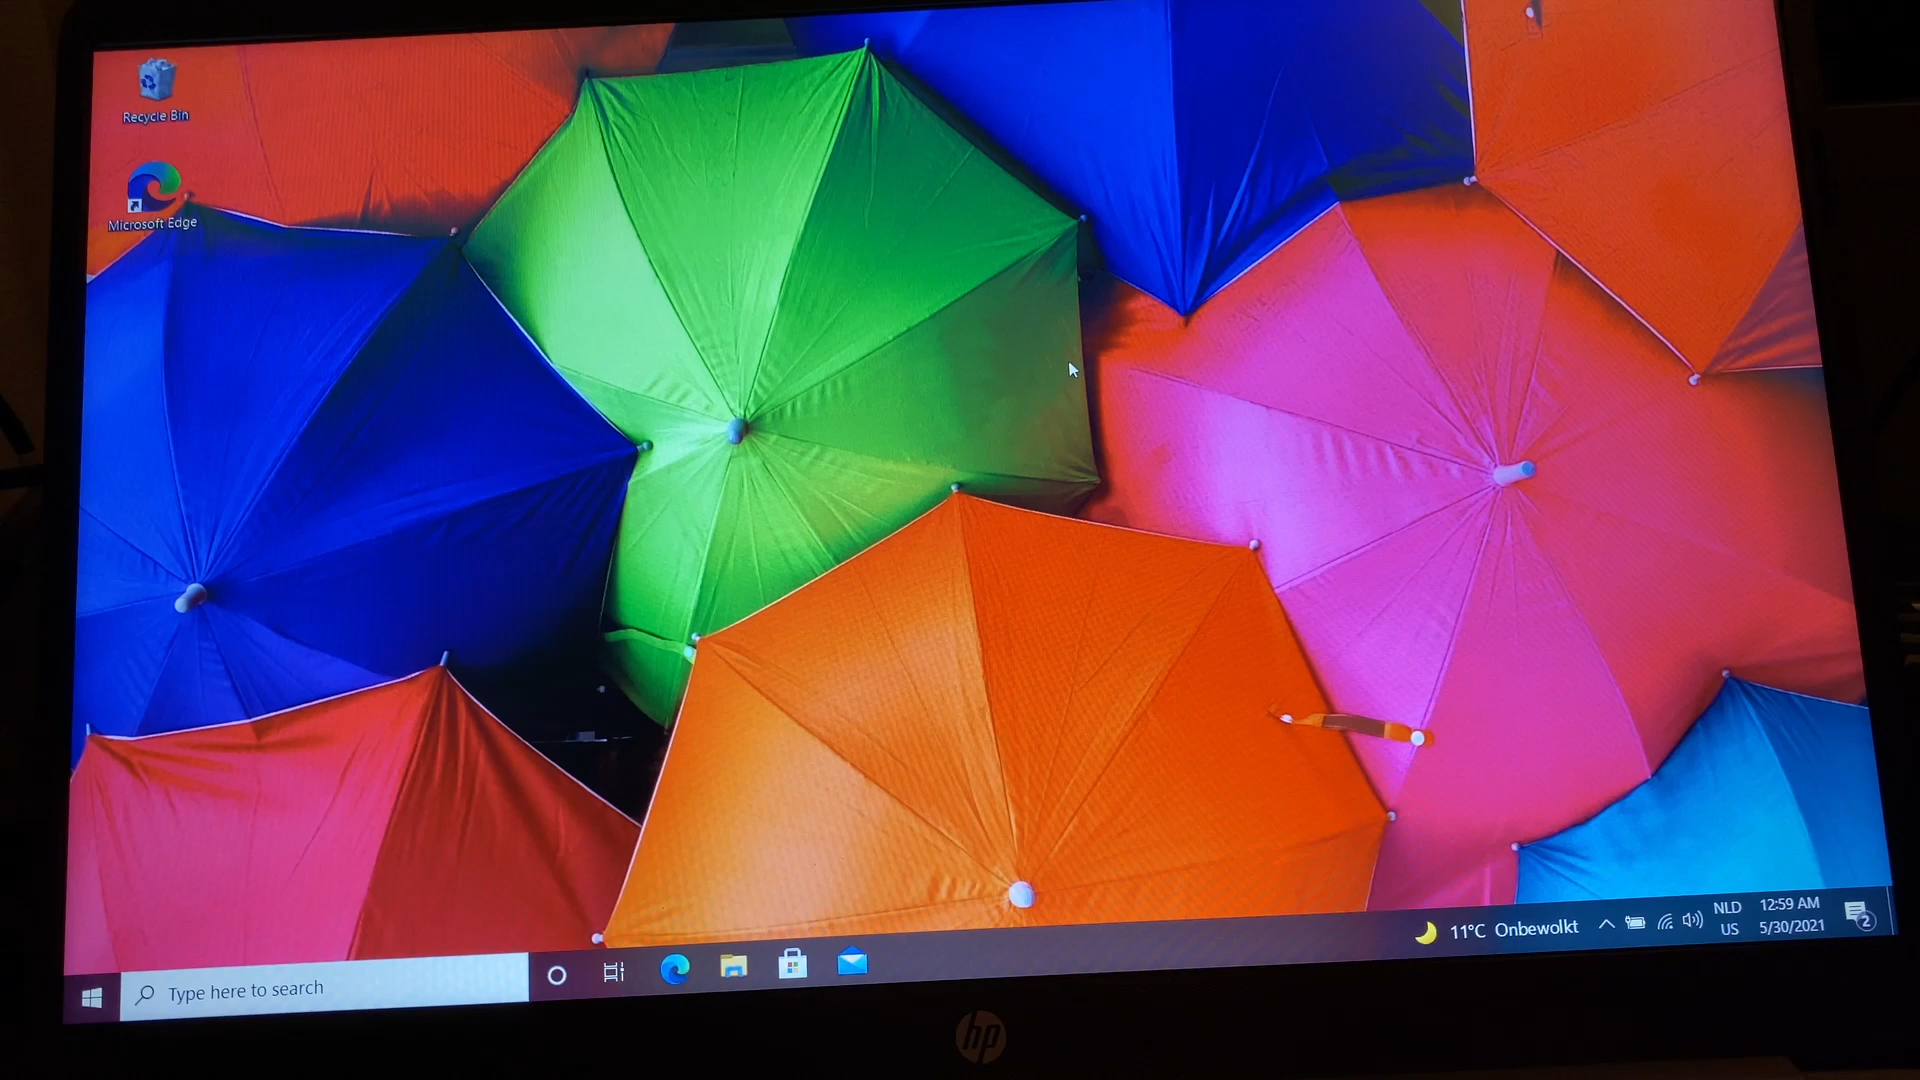 Recycle Bin
Microsoft Edge
Type here to search
11°C Onbewolkt
NLD
US
12:59 AM
5/30/2021
2
hp